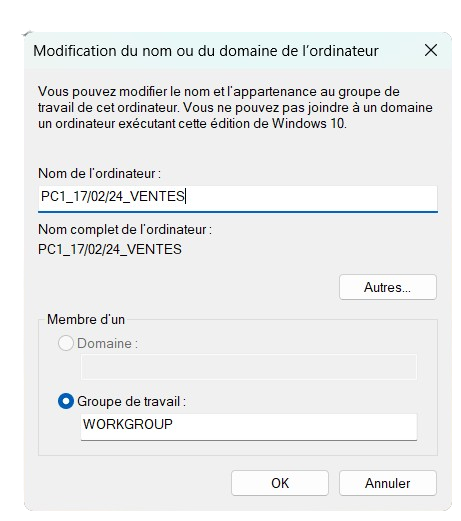 Modification du nom ou du domaine de l'ordinateur
Vous pouvez modifier le nom et l'appartenance au groupe de
travail de cet ordinateur. Vous ne pouvez pas joindre à un domaine
un ordinateur exécutant cette édition de Windows 10.
Nom de l'ordinateur :
PC1_17/02/24_VENTES
Nom complet de l'ordinateur :
PC1_17/02/24_VENTES
Autres...
Membre d'un
Domaine :
Groupe de travail :
WORKGROUP
OK
Annuler